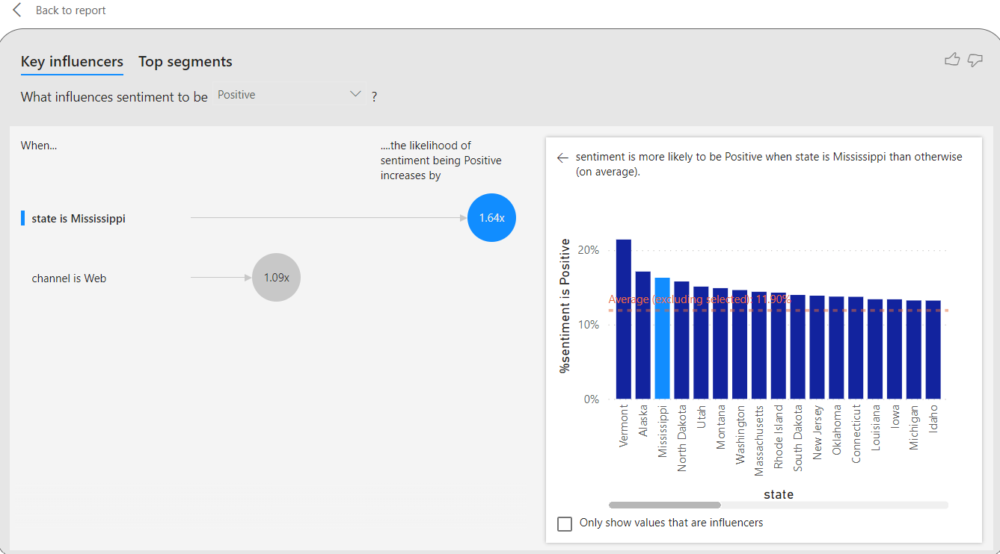 Back to report
Key influencers Top segments
What influences sentiment to be Positive ?
When...
....the likelihood of
sentiment being Positive
increases by
state is Mississippi
1.64x
channel is Web
1.09x
sentiment is more likely to be Positive when state is Mississippi than otherwise
(on average).
%sentiment is Positive
20%
Average (excluding selected): 11.90%
10%
0%
Vermont
Alaska
Mississippi
North Dakota
Utah
Montana
Washington
Massachusetts
Rhode Island
South Dakota
New Jersey
Oklahoma
Connecticut
Louisiana
Iowa
Michigan
Idaho
state
Only show values that are influencers